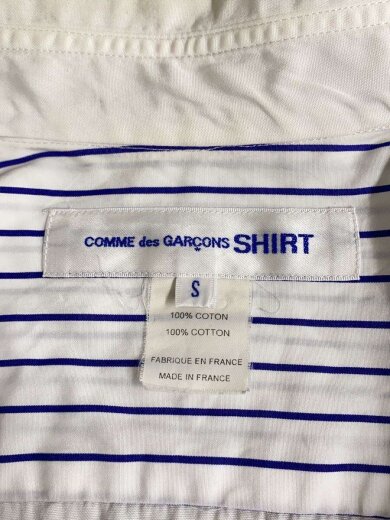 COMME des GARÇONS SHIRT
S
100% COTON
100% COTTON
FABRIQUE EN FRANCE
MADE IN FRANCE